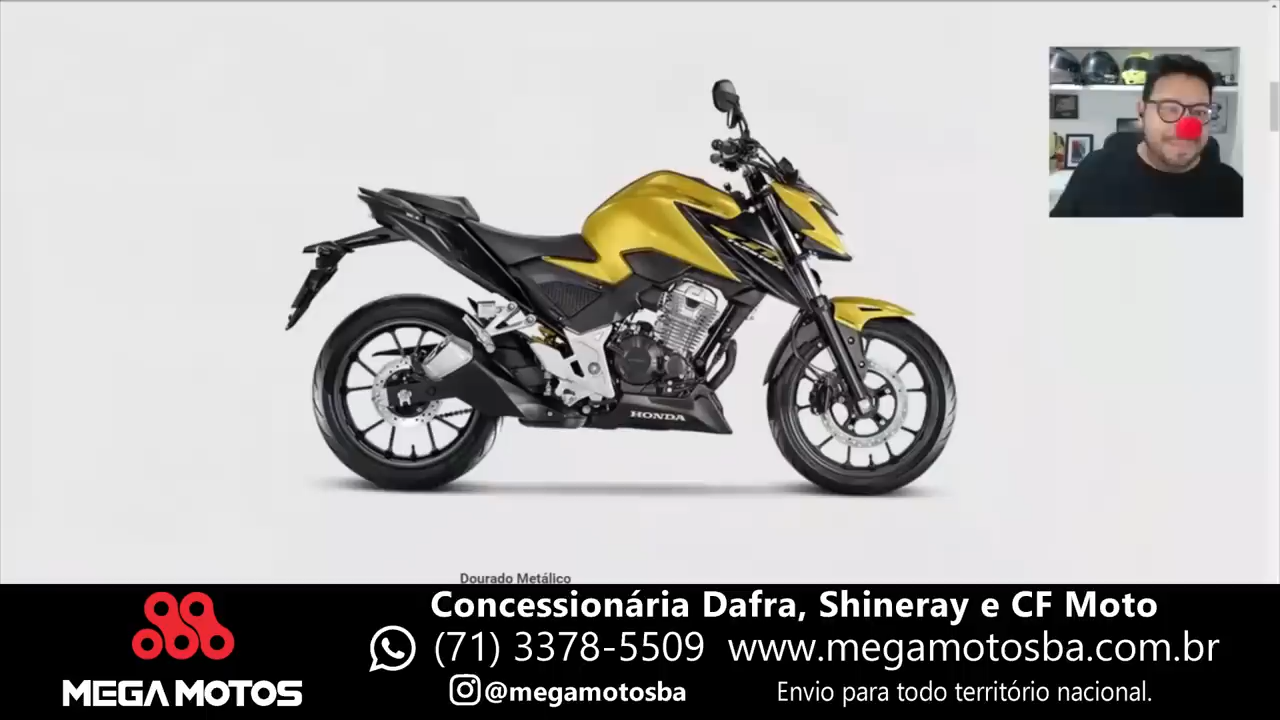 HONDA
Dourado Metálico
Concessionária Dafra, Shineray e CF Moto
(71) 3378-5509 www.megamotosba.com.br
MEGA MOTOS
@megamotosba
Envio para todo território nacional.